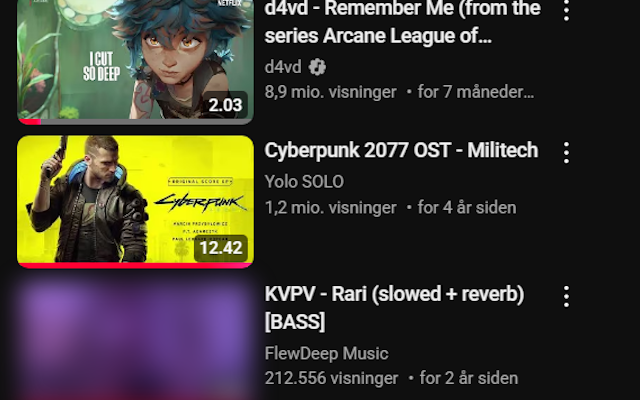 NETFLIX
I CUT
SO DEEP
2.03
d4vd - Remember Me (from the
series Arcane League of...
d4vd
8,9 mio. visninger • for 7 måneder...
ORIGINAL SCORE EP
CYBERPUNK
MARCIN PRZYBYŁOWICZ
P.T. ADAMCZYK
12.42
Cyberpunk 2077 OST - Militech
Yolo SOLO
1,2 mio. visninger • for 4 år siden
KVPV - Rari (slowed + reverb)
[BASS]
FlewDeep Music
212.556 visninger • for 2 år siden